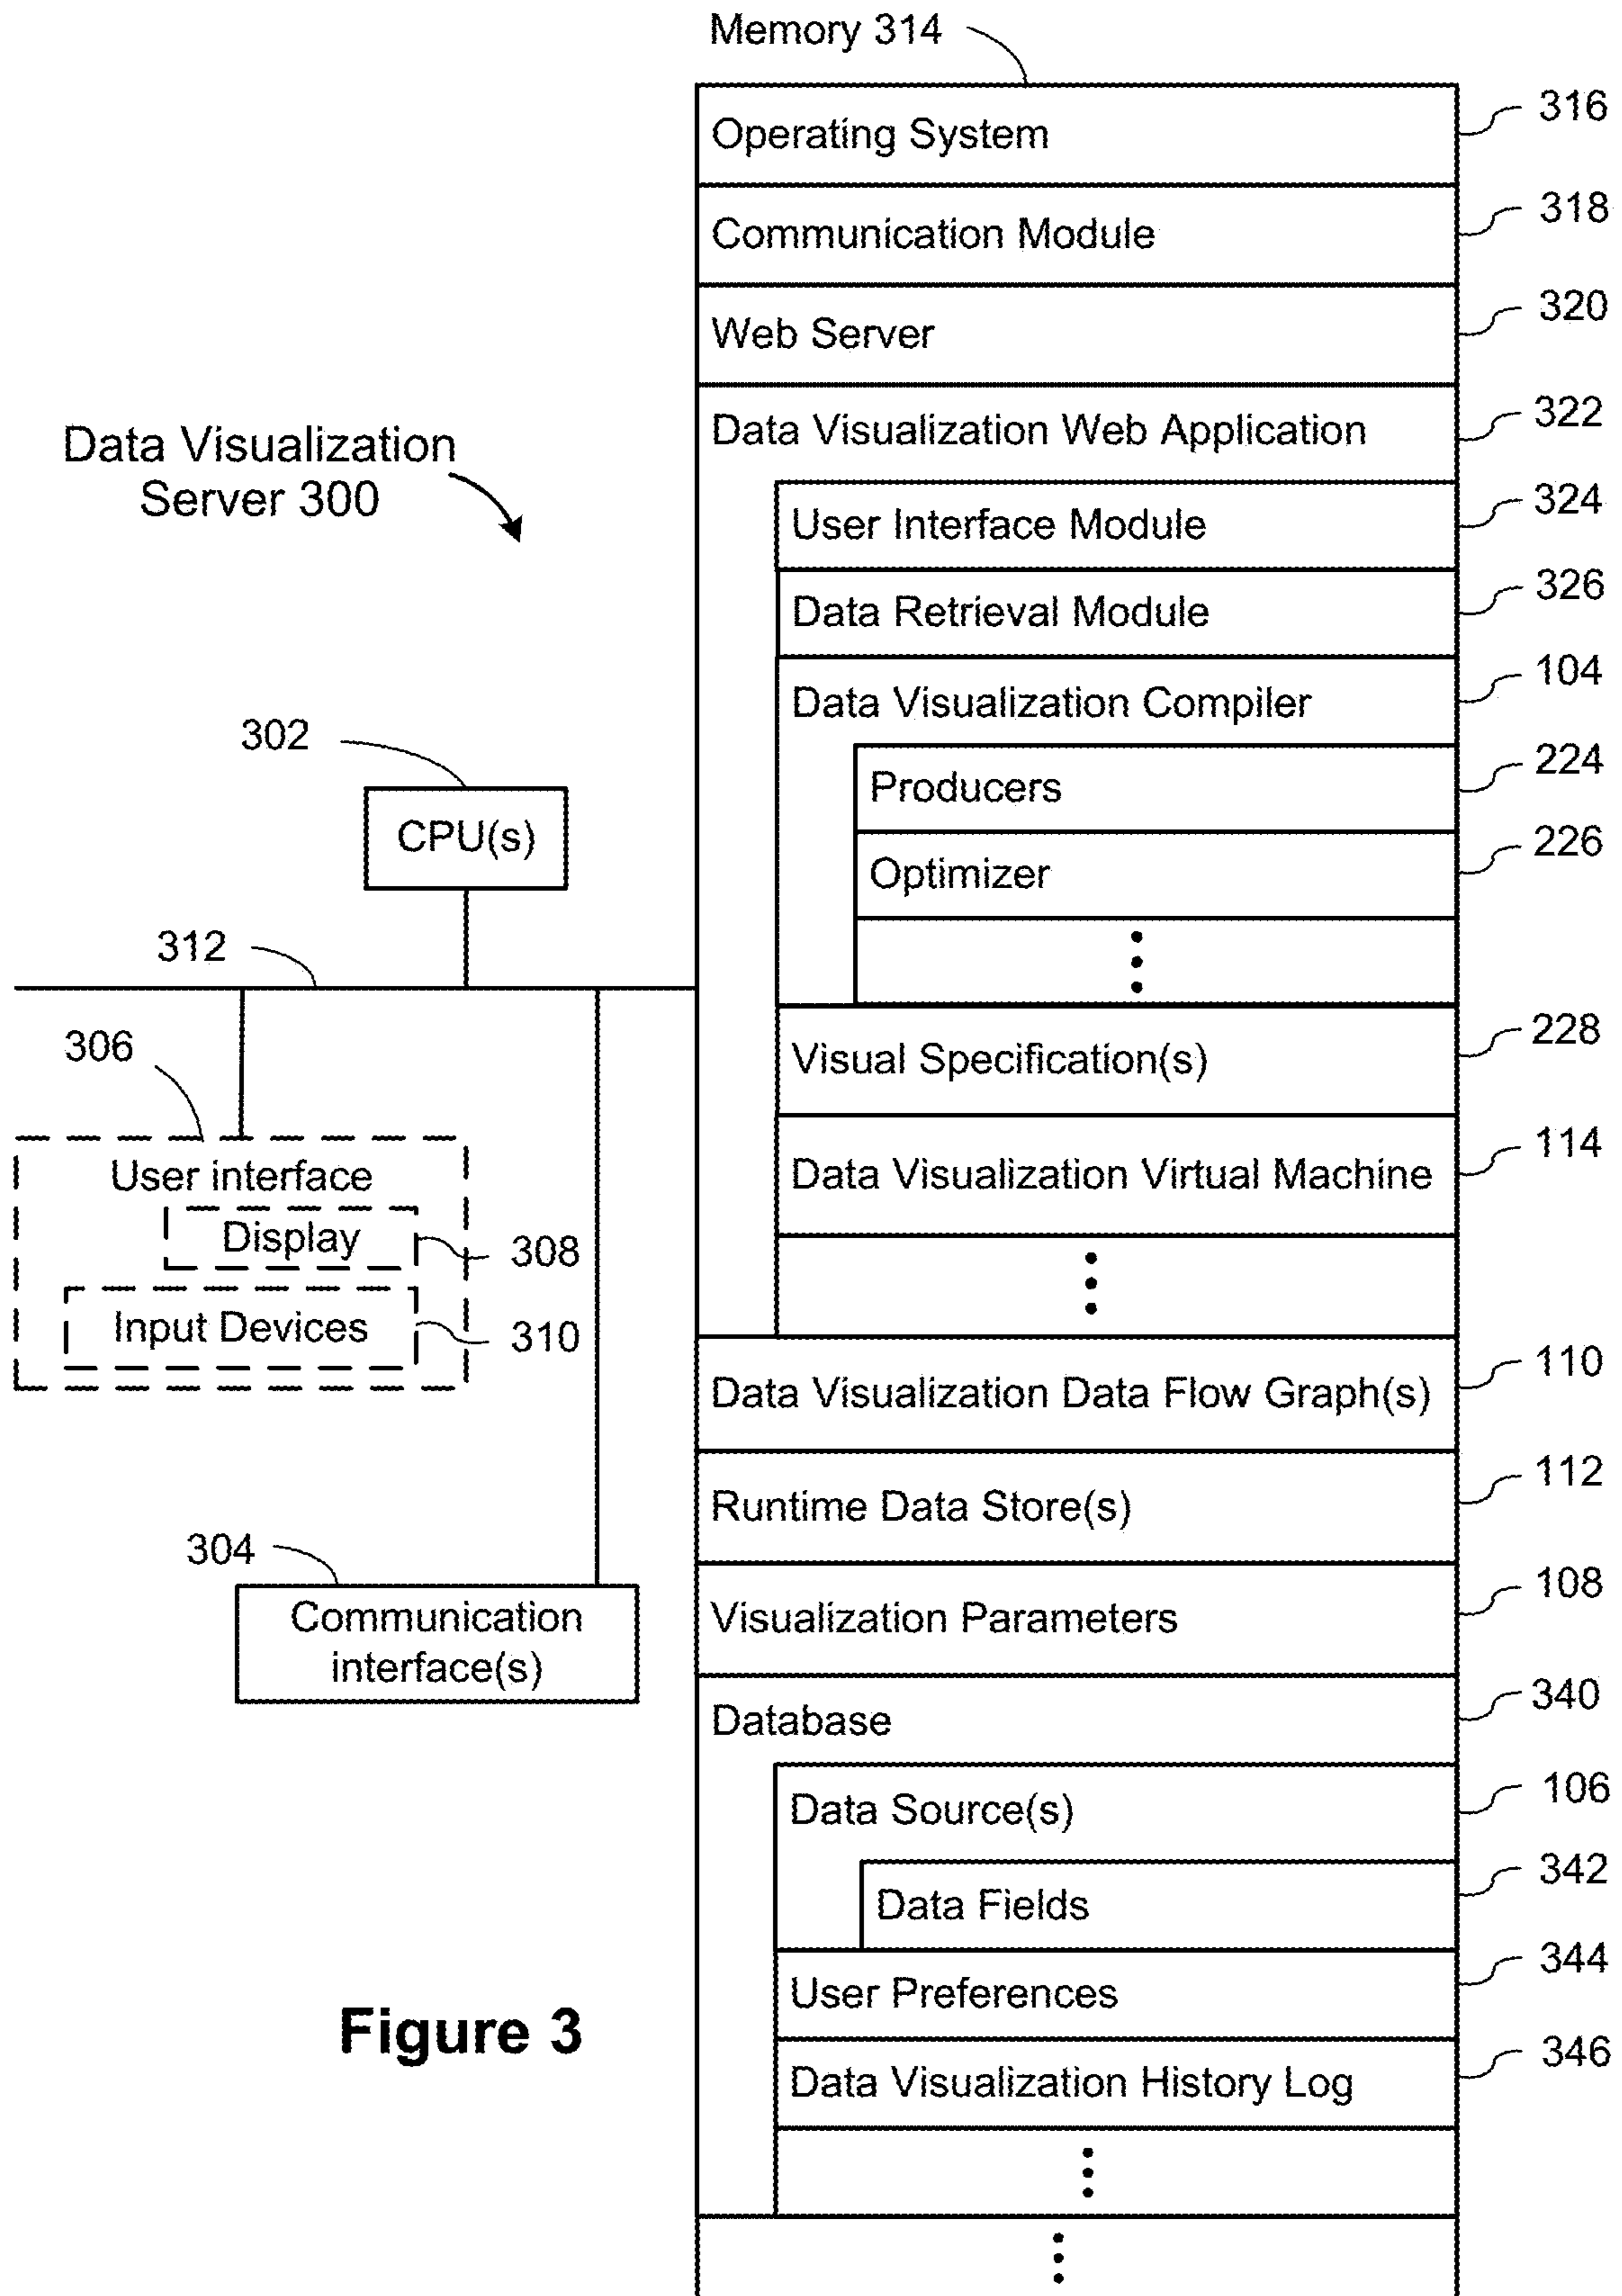 Memory 314
Operating System 316
Communication Module 318
Web Server 320
Data Visualization Web Application 322
User Interface Module 324
Data Retrieval Module 326
Data Visualization Compiler 104
Producers 224
Optimizer 226
Visual Specification(s) 228
Data Visualization Virtual Machine 114
Data Visualization Data Flow Graph(s) 110
Runtime Data Store(s) 112
Visualization Parameters 108
Database 340
Data Source(s) 106
Data Fields 342
User Preferences 344
Data Visualization History Log 346
Data Visualization
Server 300
302
CPU(s)
312
306
User interface
Display 308
Input Devices 310
304
Communication
interface(s)
Figure 3